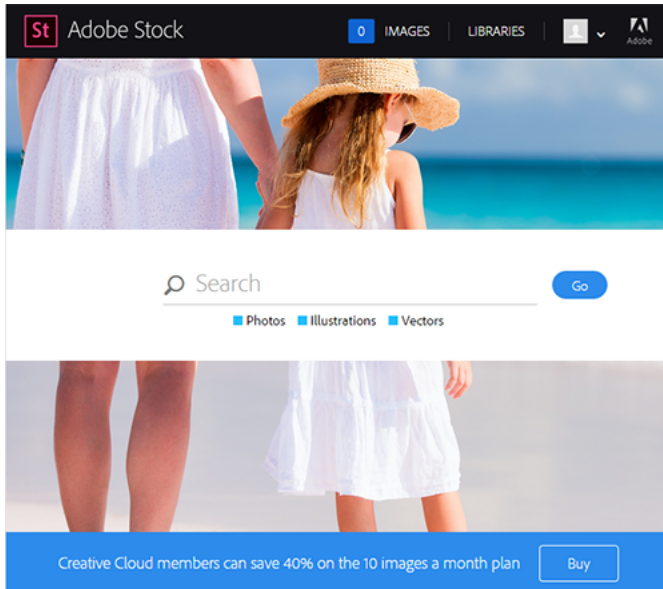 St Adobe Stock 0 IMAGES LIBRARIES Adobe
Search Go
Photos Illustrations Vectors
Creative Cloud members can save 40% on the 10 images a month plan Buy